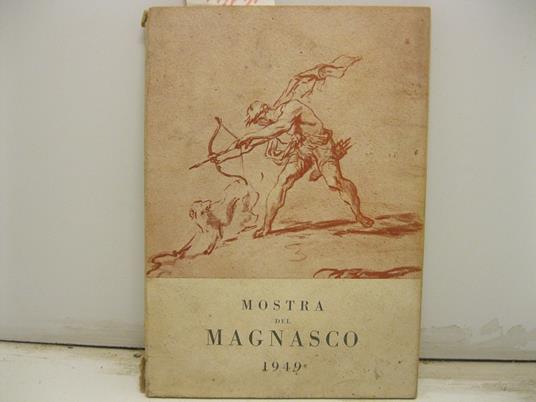 MOSTRA
DEL
MAGNASCO
1949